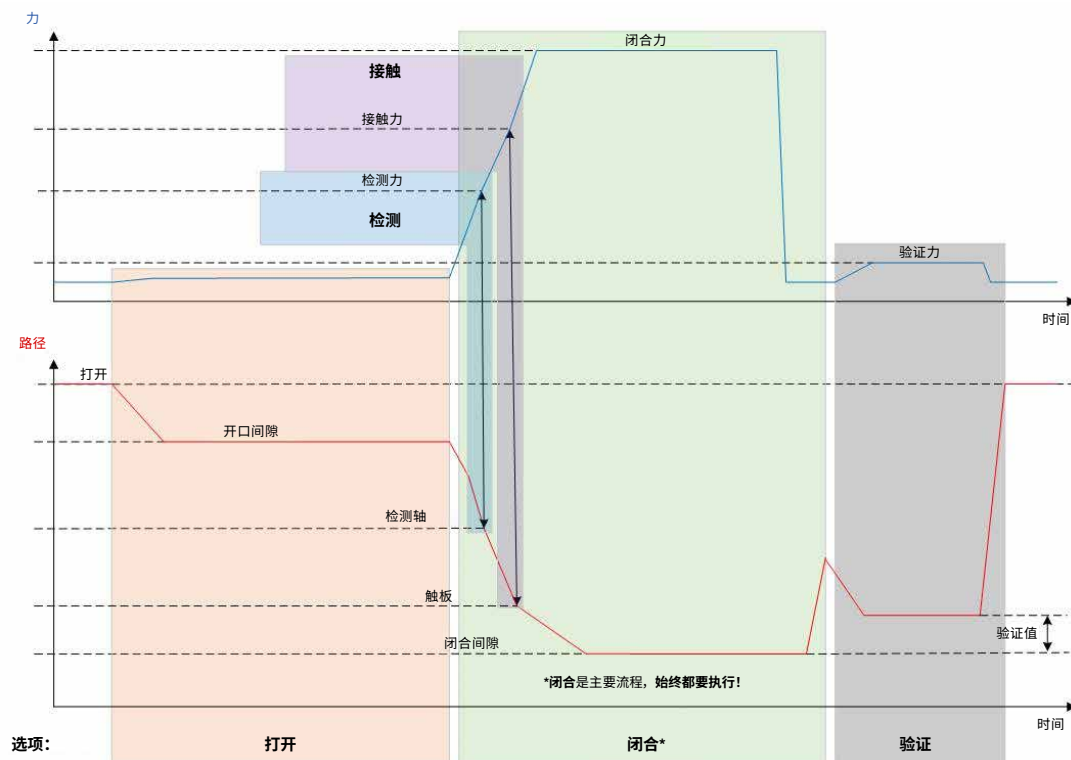 力
闭合力
接触
接触力
检测力
检测
验证力
时间
路径
打开
开口间隙
检测轴
触板
闭合间隙
验证值
*闭合是主要流程，始终都要执行！
时间
选项：
打开
闭合*
验证